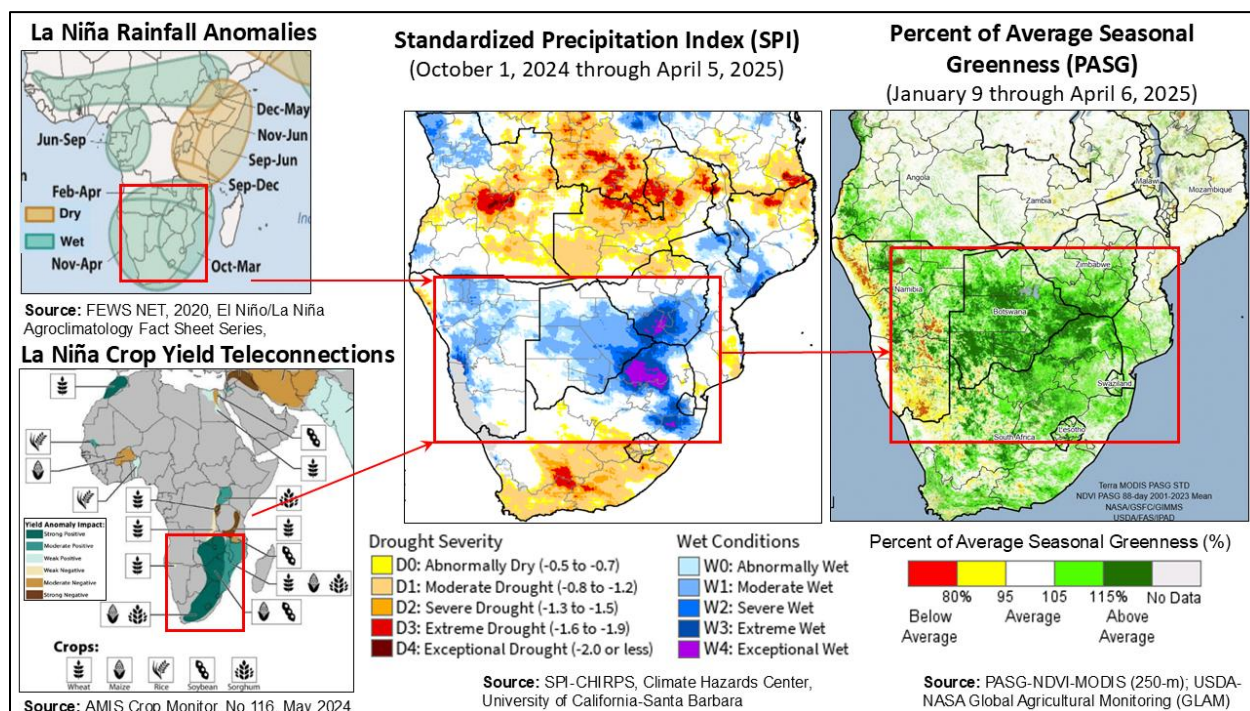 La Niña Rainfall Anomalies
Jun-Sep
Dec-May
Nov-Jun
Sep-Jun
Sep-Dec
Feb-Apr
Dry
Wet
Nov-Apr
Oct-Mar
Source: FEWS NET, 2020, El Niño/La Niña
Agroclimatology Fact Sheet Series,
La Niña Crop Yield Teleconnections
Yield Anomaly Impact:
Strong Positive
Moderate Positive
Weak Positive
Weak Negative
Moderate Negative
Strong Negative
Crops:
Wheat Maize Rice Soybean Sorghum
Source: AMIS Crop Monitor, No 116, May 2024
Standardized Precipitation Index (SPI)
(October 1, 2024 through April 5, 2025)
Drought Severity
D0: Abnormally Dry (-0.5 to -0.7)
D1: Moderate Drought (-0.8 to -1.2)
D2: Severe Drought (-1.3 to -1.5)
D3: Extreme Drought (-1.6 to -1.9)
D4: Exceptional Drought (-2.0 or less)
Wet Conditions
W0: Abnormally Wet
W1: Moderate Wet
W2: Severe Wet
W3: Extreme Wet
W4: Exceptional Wet
Source: SPI-CHIRPS, Climate Hazards Center,
University of California-Santa Barbara
Percent of Average Seasonal
Greenness (PASG)
(January 9 through April 6, 2025)
Angola
Zambia
Malawi
Mozambique
Zimbabwe
Namibia
Botswana
Swaziland
Lesotho
South Africa
Terra MODIS PASG STD
NDVI PASG 88-day 2001-2023 Mean
NASA/GSFC/GIMMS
USDA/FAS/IPAD
Percent of Average Seasonal Greenness (%)
80% 95 105 115% No Data
Below
Average
Average
Above
Average
Source: PASG-NDVI-MODIS (250-m); USDA-
NASA Global Agricultural Monitoring (GLAM)